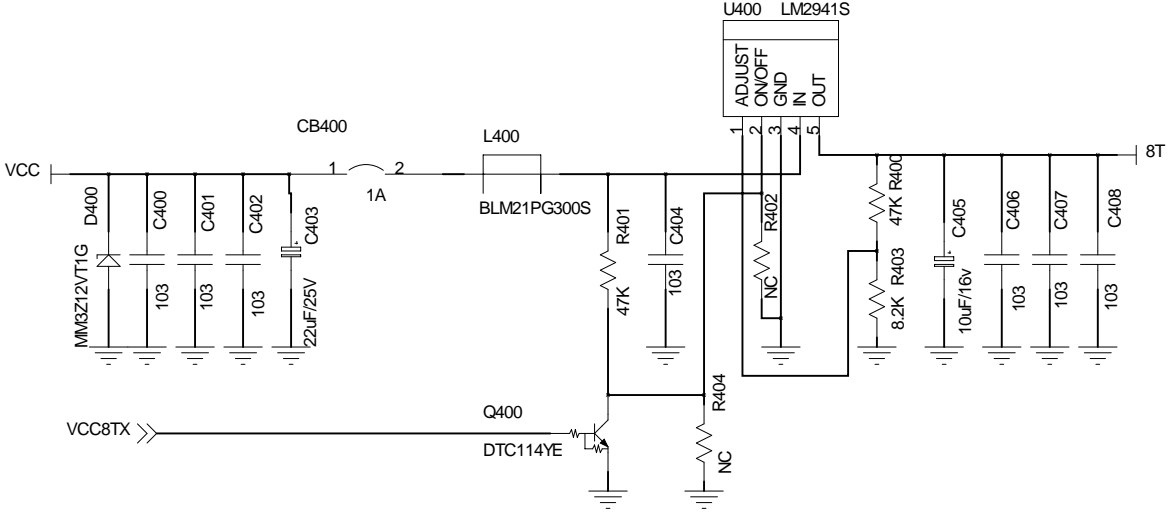 U400 LM2941S
ADJUST
ON/OFF
GND
IN
OUT
1
2
3
4
5
CB400
1
2
1A
L400
BLM21PG300S
VCC
8T
D400
MM3Z12VT1G
C400
103
C401
103
C402
103
C403
22uF/25V
R401
47K
C404
103
R402
NC
R400
47K
R403
8.2K
C405
10uF/16v
C406
103
C407
103
C408
103
VCC8TX
Q400
DTC114YE
R404
NC